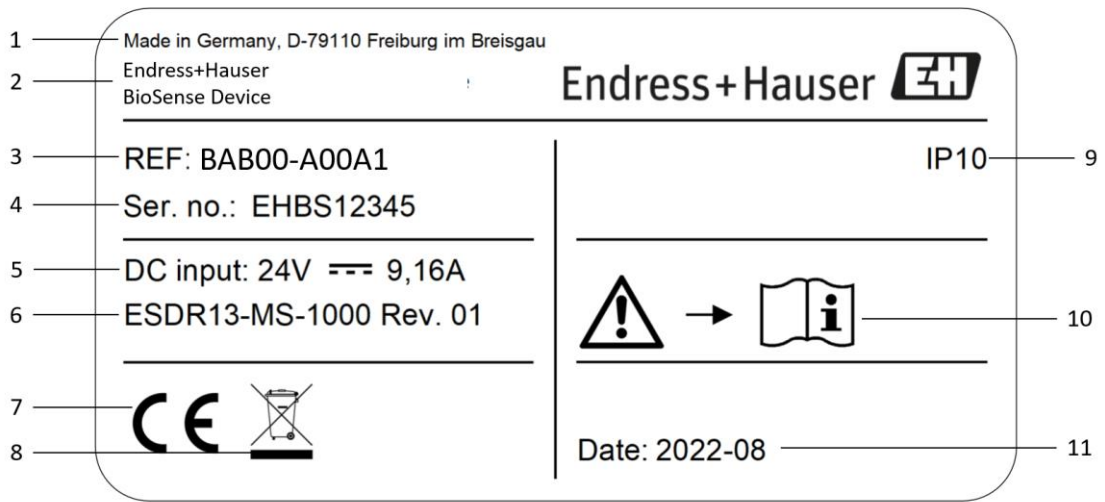 1 Made in Germany, D-79110 Freiburg im Breisgau
2 Endress+Hauser
BioSense Device
Endress+Hauser EH
3 REF: BAB00-A00A1
IP10 9
4 Ser. no.: EHBS12345
5 DC input: 24V 9,16A
6 ESDR13-MS-1000 Rev. 01
i 10
7 CE
8
Date: 2022-08 11